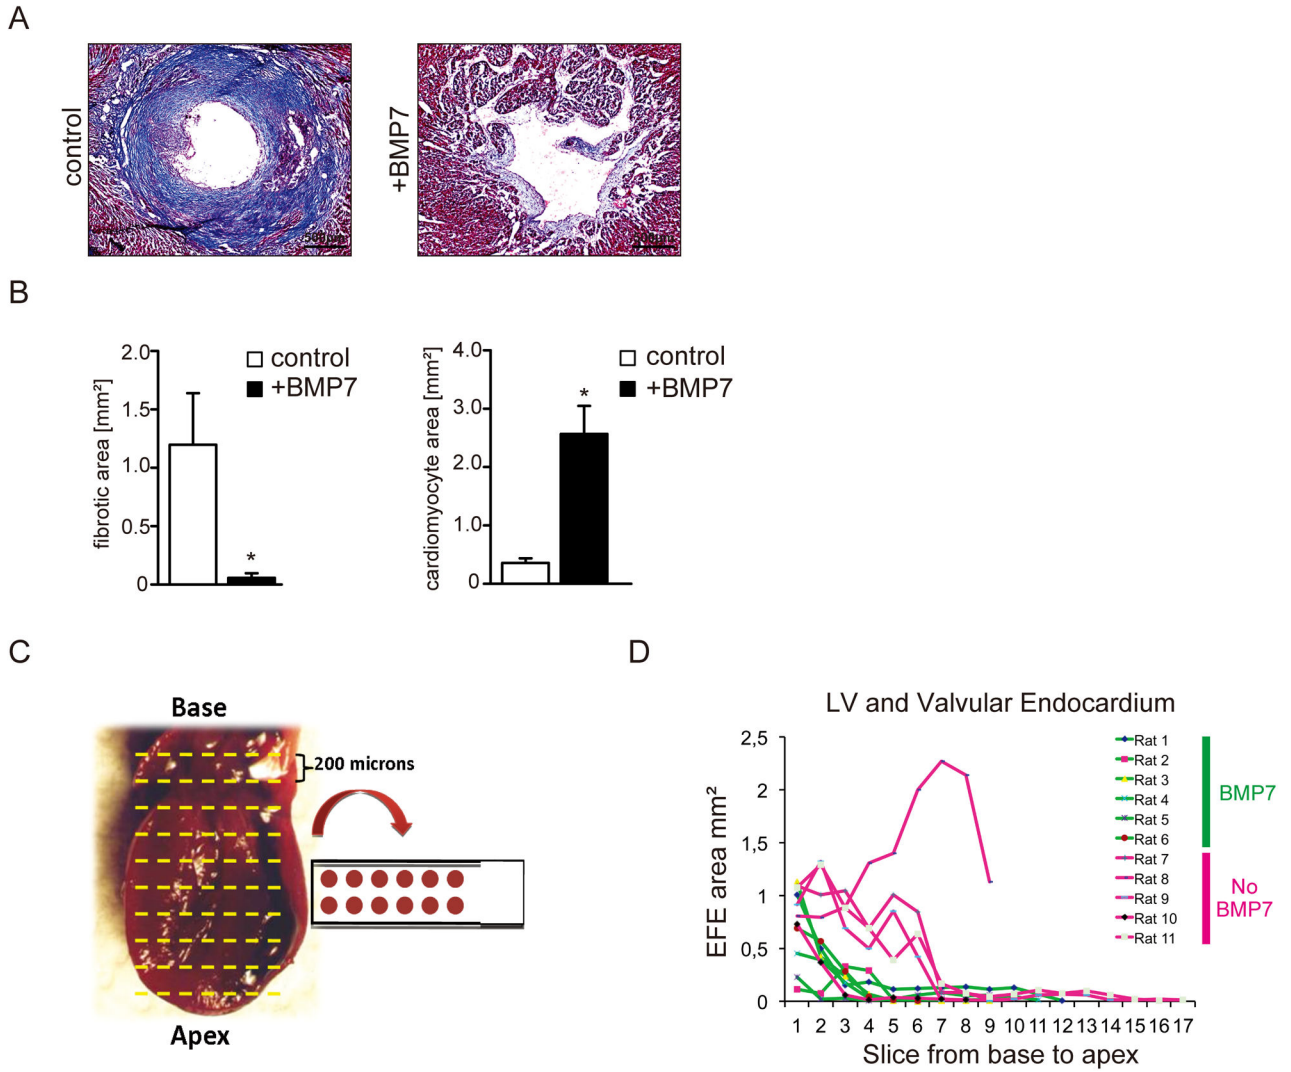 A
control
+BMP7
500µm
B
fibrotic area [mm²]
2.0
1.5
1.0
0.5
0
control
+BMP7
*
cardiomyocyte area [mm²]
4.0
3.0
2.0
1.0
0
control
+BMP7
*
C
Base
200 microns
Apex
D
LV and Valvular Endocardium
EFE area mm²
2,5
2
1,5
1
0,5
0
1 2 3 4 5 6 7 8 9 10 11 12 13 14 15 16 17
Slice from base to apex
Rat 1
Rat 2
Rat 3
Rat 4
Rat 5
Rat 6
Rat 7
Rat 8
Rat 9
Rat 10
Rat 11
BMP7
No
BMP7